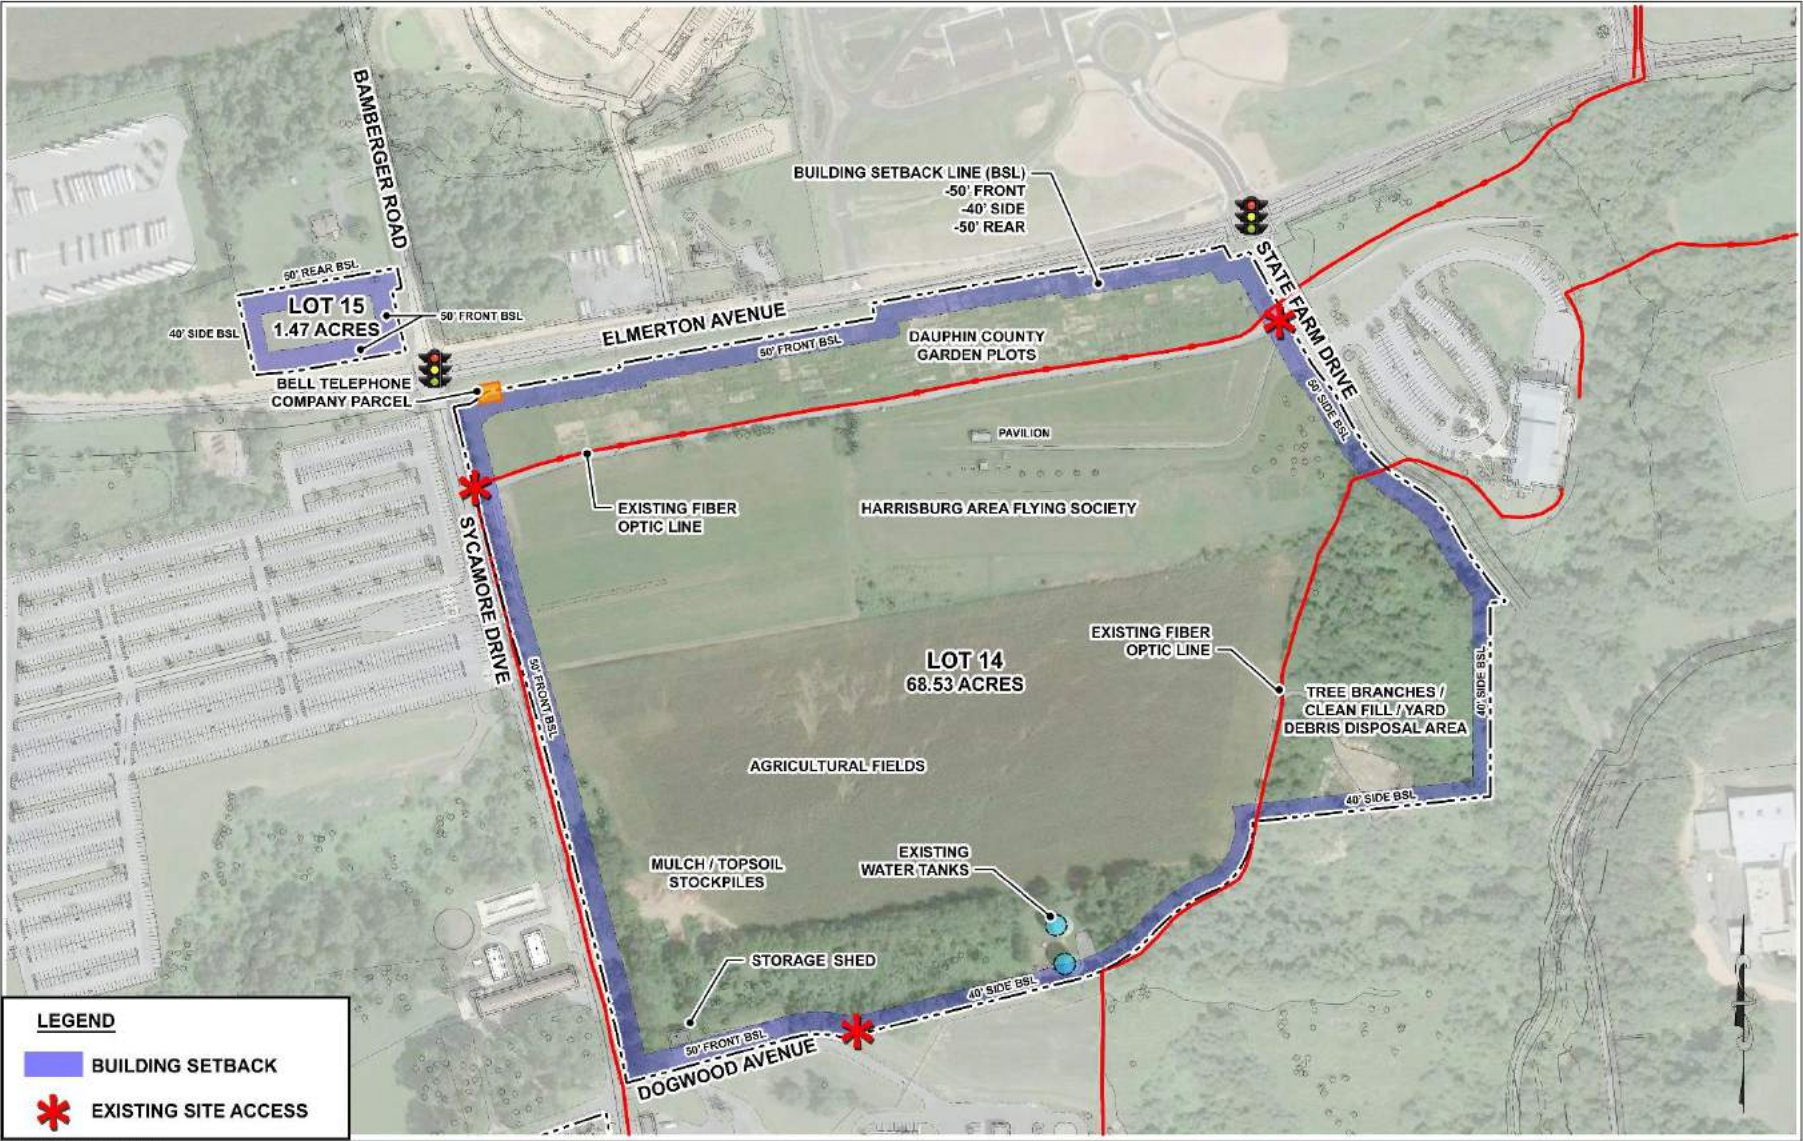 BAMBERGER ROAD
BUILDING SETBACK LINE (BSL)
-50' FRONT
-40' SIDE
-50' REAR
STATE FARM DRIVE
50' REAR BSL
LOT 15
1.47 ACRES
40' SIDE BSL
50' FRONT BSL
ELMERTON AVENUE
50' FRONT BSL
DAUPHIN COUNTY
GARDEN PLOTS
BELL TELEPHONE
COMPANY PARCEL
50' SIDE BSL
PAVILION
EXISTING FIBER
OPTIC LINE
HARRISBURG AREA FLYING SOCIETY
SYCAMORE DRIVE
50' FRONT BSL
LOT 14
68.53 ACRES
EXISTING FIBER
OPTIC LINE
TREE BRANCHES /
CLEAN FILL / YARD
DEBRIS DISPOSAL AREA
40' SIDE BSL
40' SIDE BSL
AGRICULTURAL FIELDS
MULCH / TOPSOIL
STOCKPILES
EXISTING
WATER TANKS
STORAGE SHED
40' SIDE BSL
50' FRONT BSL
DOGWOOD AVENUE
LEGEND
BUILDING SETBACK
EXISTING SITE ACCESS